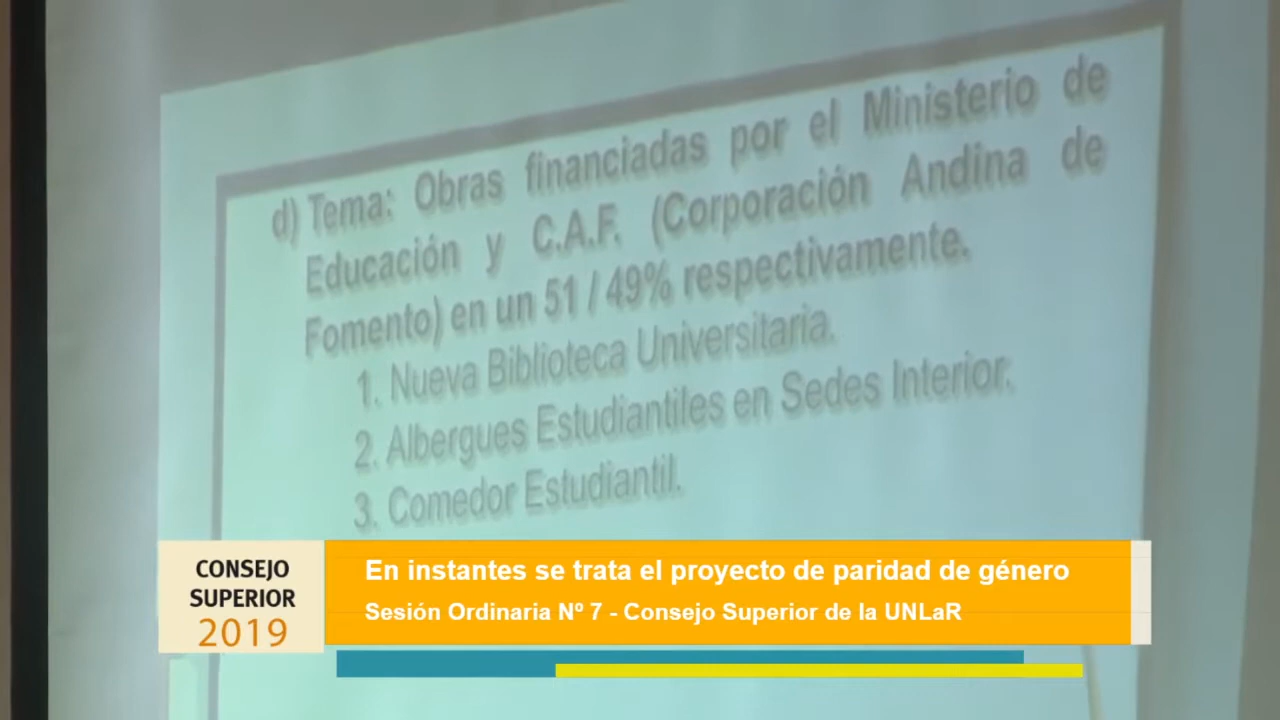 d) Tema: Obras financiadas por el Ministerio de
Educación y C.A.F. (Corporación Andina de
Fomento) en un 51 / 49% respectivamente.
1. Nueva Biblioteca Universitaria.
2. Albergues Estudiantiles en Sedes Interior.
3. Comedor Estudiantil.
CONSEJO
SUPERIOR
2019
En instantes se trata el proyecto de paridad de género
Sesión Ordinaria Nº 7 - Consejo Superior de la UNLaR